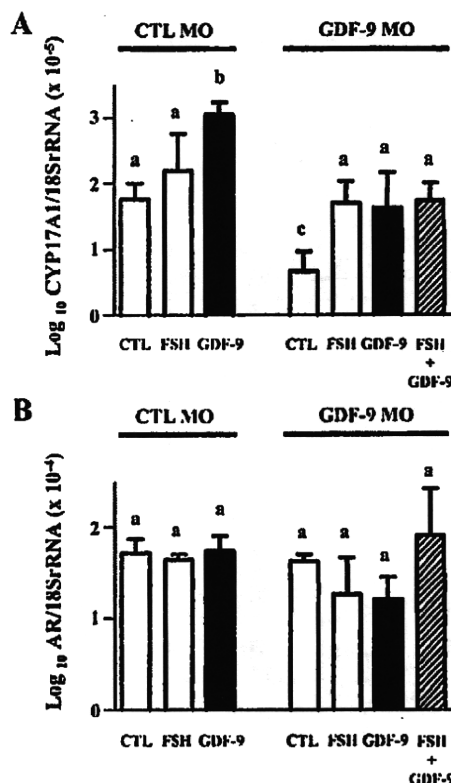 A
CTL MO GDF-9 MO
Log 10 CYP17A1/18SrRNA (x 10-5)
3
2
1
0
a a b c a a a
CTL FSH GDF-9 CTL FSH GDF-9 FSH
+
GDF-9
B
CTL MO GDF-9 MO
Log 10 AR/18SrRNA (x 10-4)
2
1
0
a a a a a a a
CTL FSH GDF-9 CTL FSH GDF-9 FSH
+
GDF-9